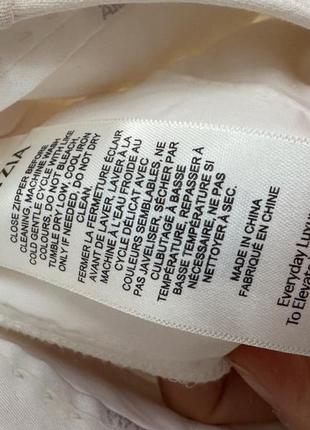 ZIA
CLOSE ZIPPER BEFORE
CLEANING, MACHINE WASH
COLD GENTLE CYCLE WITH LIKE
COLOURS, DO NOT BLEACH.
TUMBLE DRY LOW, COOL IRON
ONLY IF NEEDED, DO NOT DRY
CLEAN.
FERMER LA FERMETURE ÉCLAIR
AVANT DE LAVER, LAVER À LA
MACHINE À L'EAU FROIDE AU
CYCLE DÉLICAT AVEC
COULEURS SEMBLABLES, NE
PAS JAVELISER, SÉCHER PAR
CULBUTAGE À BASSE
TEMPÉRATURE, REPASSER À
BASSE TEMPÉRATURE SI
NÉCESSAIRE, NE PAS
NETTOYER À SEC.
MADE IN CHINA
FABRIQUÉ EN CHINE
Everyday Luxur
To Elevate